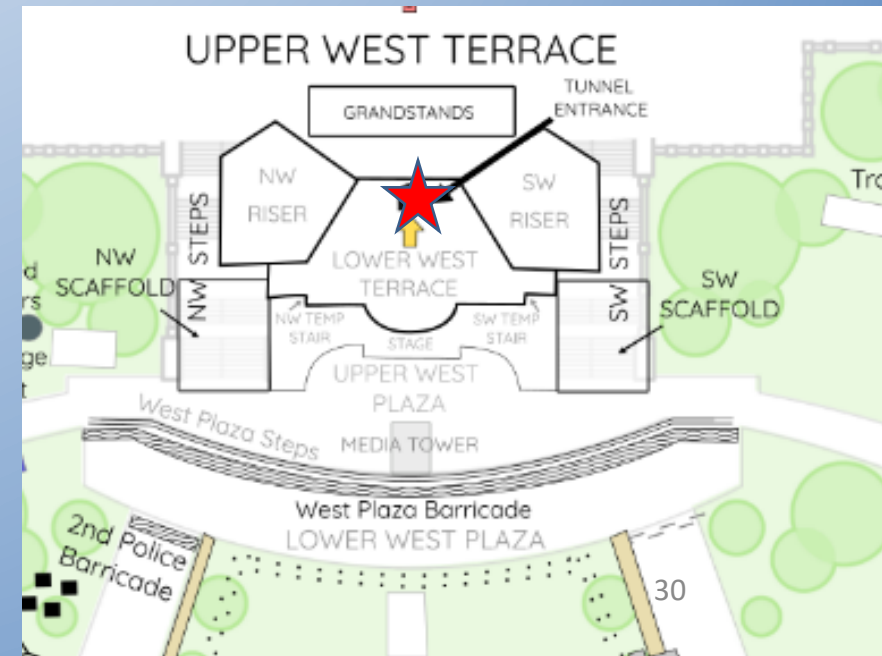 UPPER WEST TERRACE
TUNNEL
ENTRANCE
GRANDSTANDS
NW
RISER
SW
RISER
NW STEPS
SW STEPS
LOWER WEST
TERRACE
NW
SCAFFOLD
SW
SCAFFOLD
NW TEMP
STAIR
STAGE
SW TEMP
STAIR
UPPER WEST
PLAZA
West Plaza Steps
MEDIA TOWER
West Plaza Barricade
LOWER WEST PLAZA
2nd Police
Barricade
30